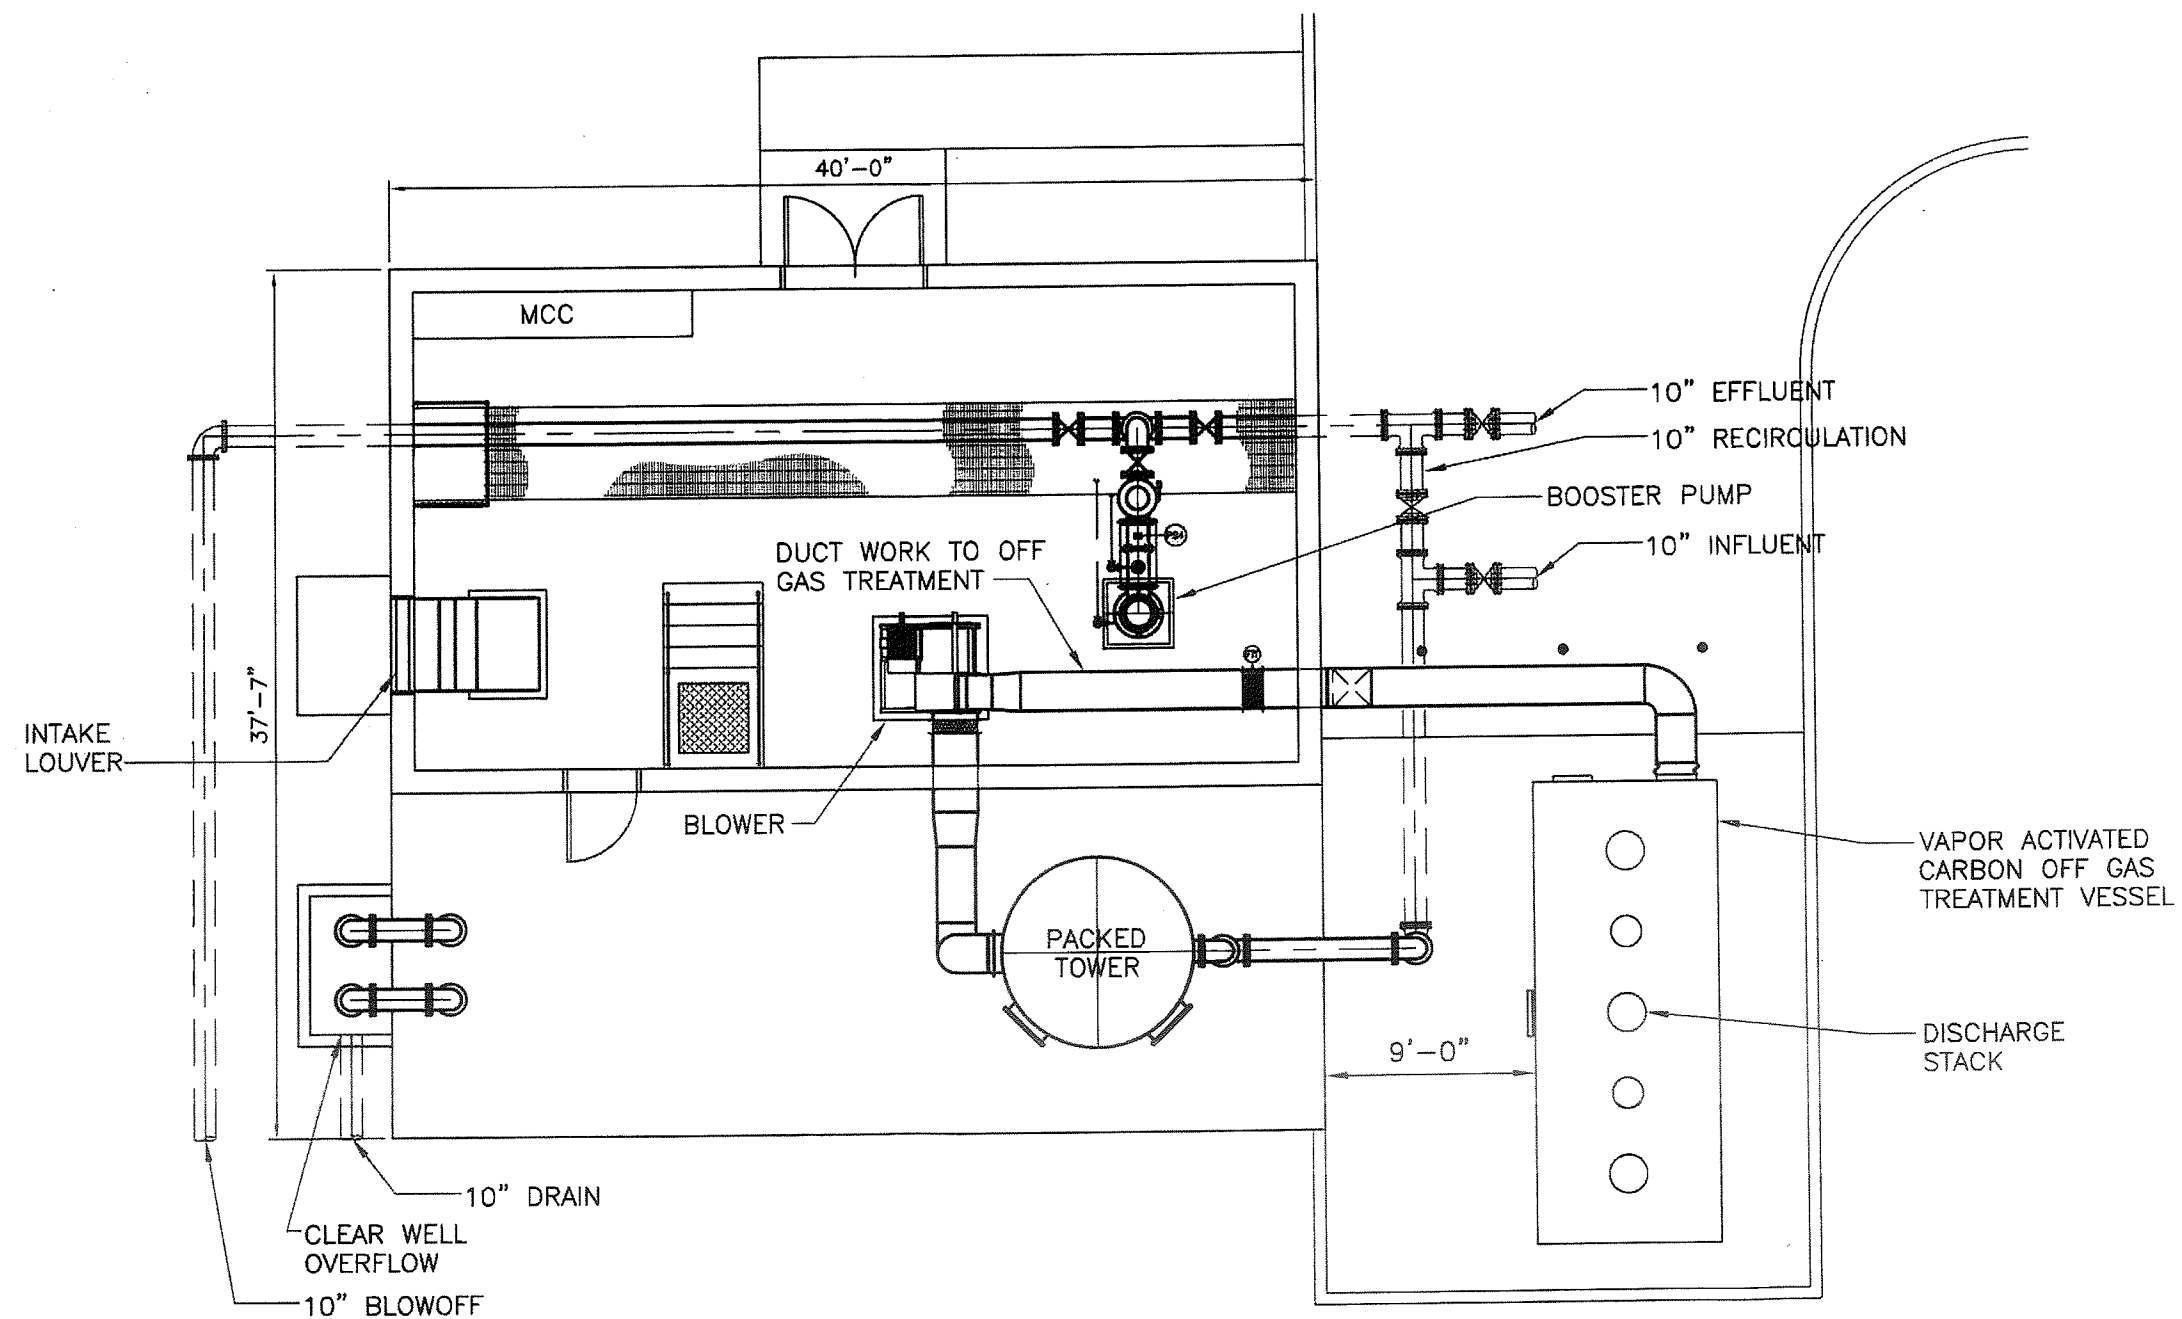 40'-0"
MCC
10" EFFLUENT
10" RECIRCULATION
BOOSTER PUMP
10" INFLUENT
DUCT WORK TO OFF
GAS TREATMENT
37'-7"
INTAKE
LOUVER
BLOWER
VAPOR ACTIVATED
CARBON OFF GAS
TREATMENT VESSEL
PACKED
TOWER
9'-0"
DISCHARGE
STACK
10" DRAIN
CLEAR WELL
OVERFLOW
10" BLOWOFF